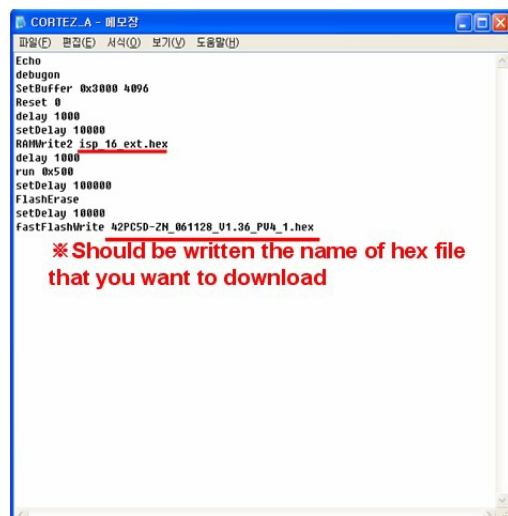 CORTEZ_A - 메모장
파일(F) 편집(E) 서식(O) 보기(V) 도움말(H)
Echo
debugon
SetBuffer 0x3000 4096
Reset 0
delay 1000
setDelay 10000
RAMWrite2 isp_16_ext.hex
delay 1000
run 0x500
setDelay 100000
FlashErase
setDelay 10000
fastFlashWrite 42PC5D-ZN_061128_V1.36_PV4_1.hex
※Should be written the name of hex file
that you want to download